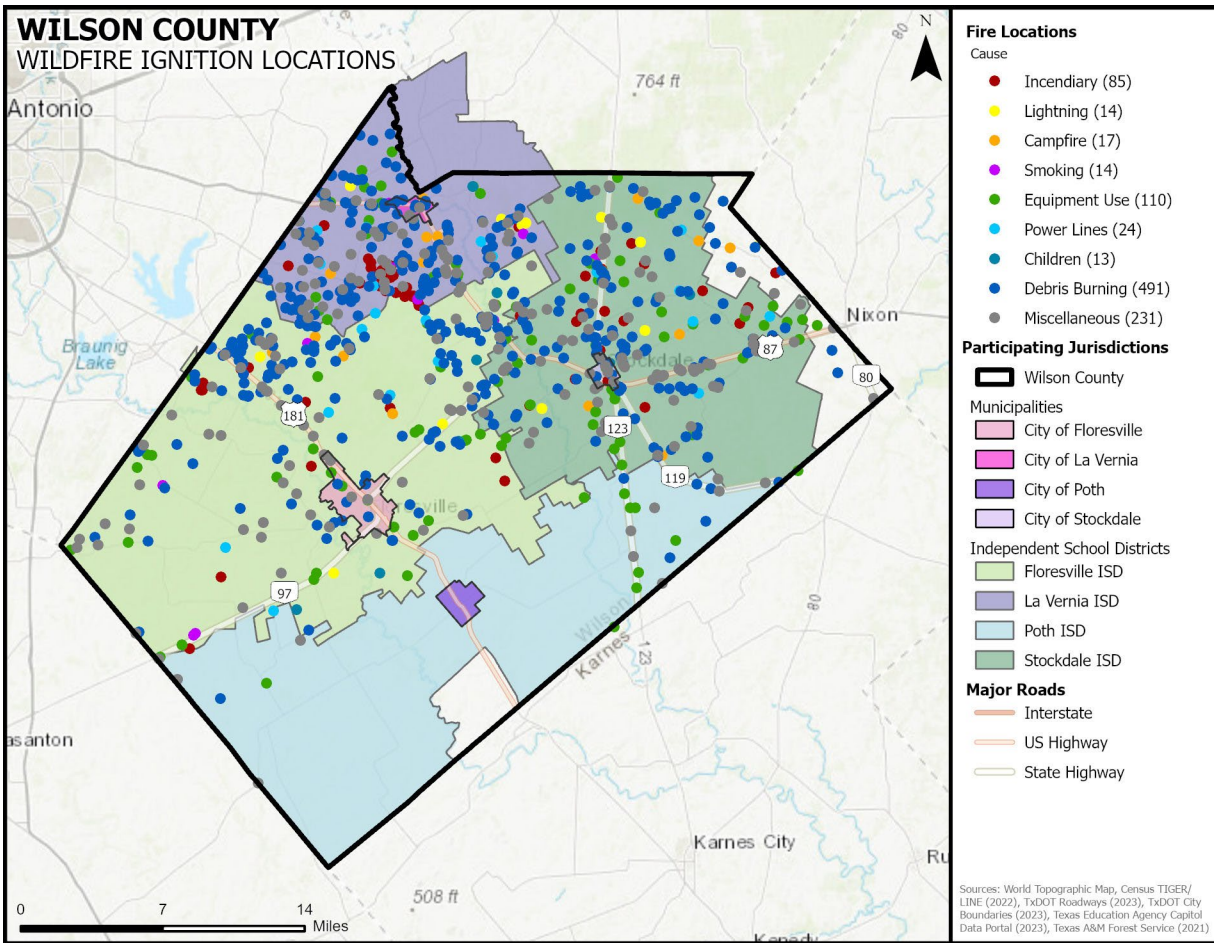 WILSON COUNTY
WILDFIRE IGNITION LOCATIONS
N
80
764 ft
Antonio
Braunig
Lake
Nixon
87
80
Stockdale
181
123
119
97
Wilson
Karnes
123
80
asanton
Karnes City
Ru
508 ft
Kenedy
0 7 14
Miles
Fire Locations
Cause
Incendiary (85)
Lightning (14)
Campfire (17)
Smoking (14)
Equipment Use (110)
Power Lines (24)
Children (13)
Debris Burning (491)
Miscellaneous (231)
Participating Jurisdictions
Wilson County
Municipalities
City of Floresville
City of La Vernia
City of Poth
City of Stockdale
Independent School Districts
Floresville ISD
La Vernia ISD
Poth ISD
Stockdale ISD
Major Roads
Interstate
US Highway
State Highway
Sources: World Topographic Map, Census TIGER/
LINE (2022), TxDOT Roadways (2023), TxDOT City
Boundaries (2023), Texas Education Agency Capitol
Data Portal (2023), Texas A&M Forest Service (2021)